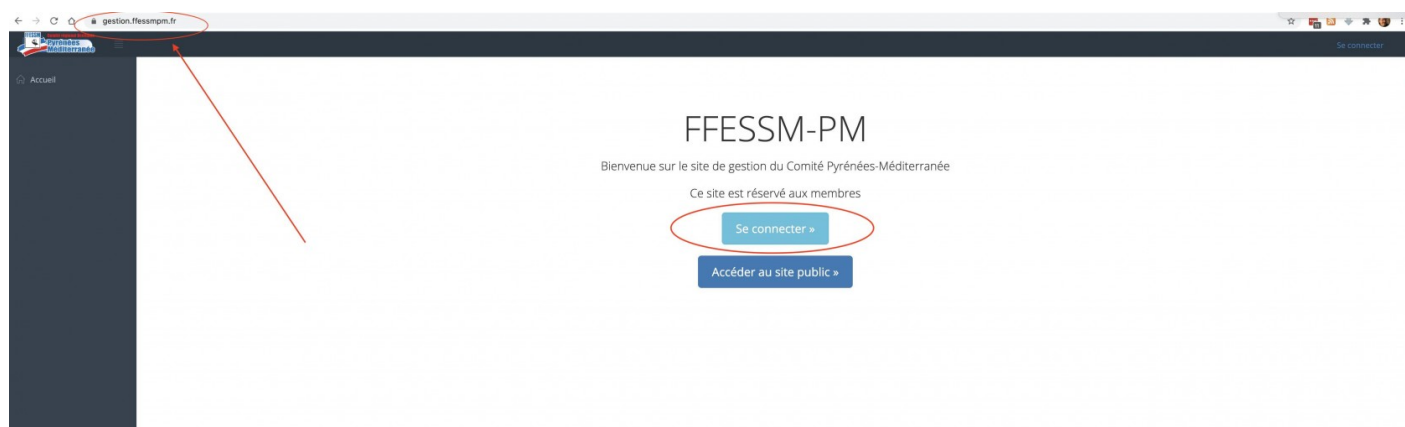 gestion.ffessmpm.fr
FFESSM
Pyrénées
Méditerranée
Se connecter
Accueil
FFESSM-PM
Bienvenue sur le site de gestion du Comité Pyrénées-Méditerranée
Ce site est réservé aux membres
Se connecter »
Accéder au site public »